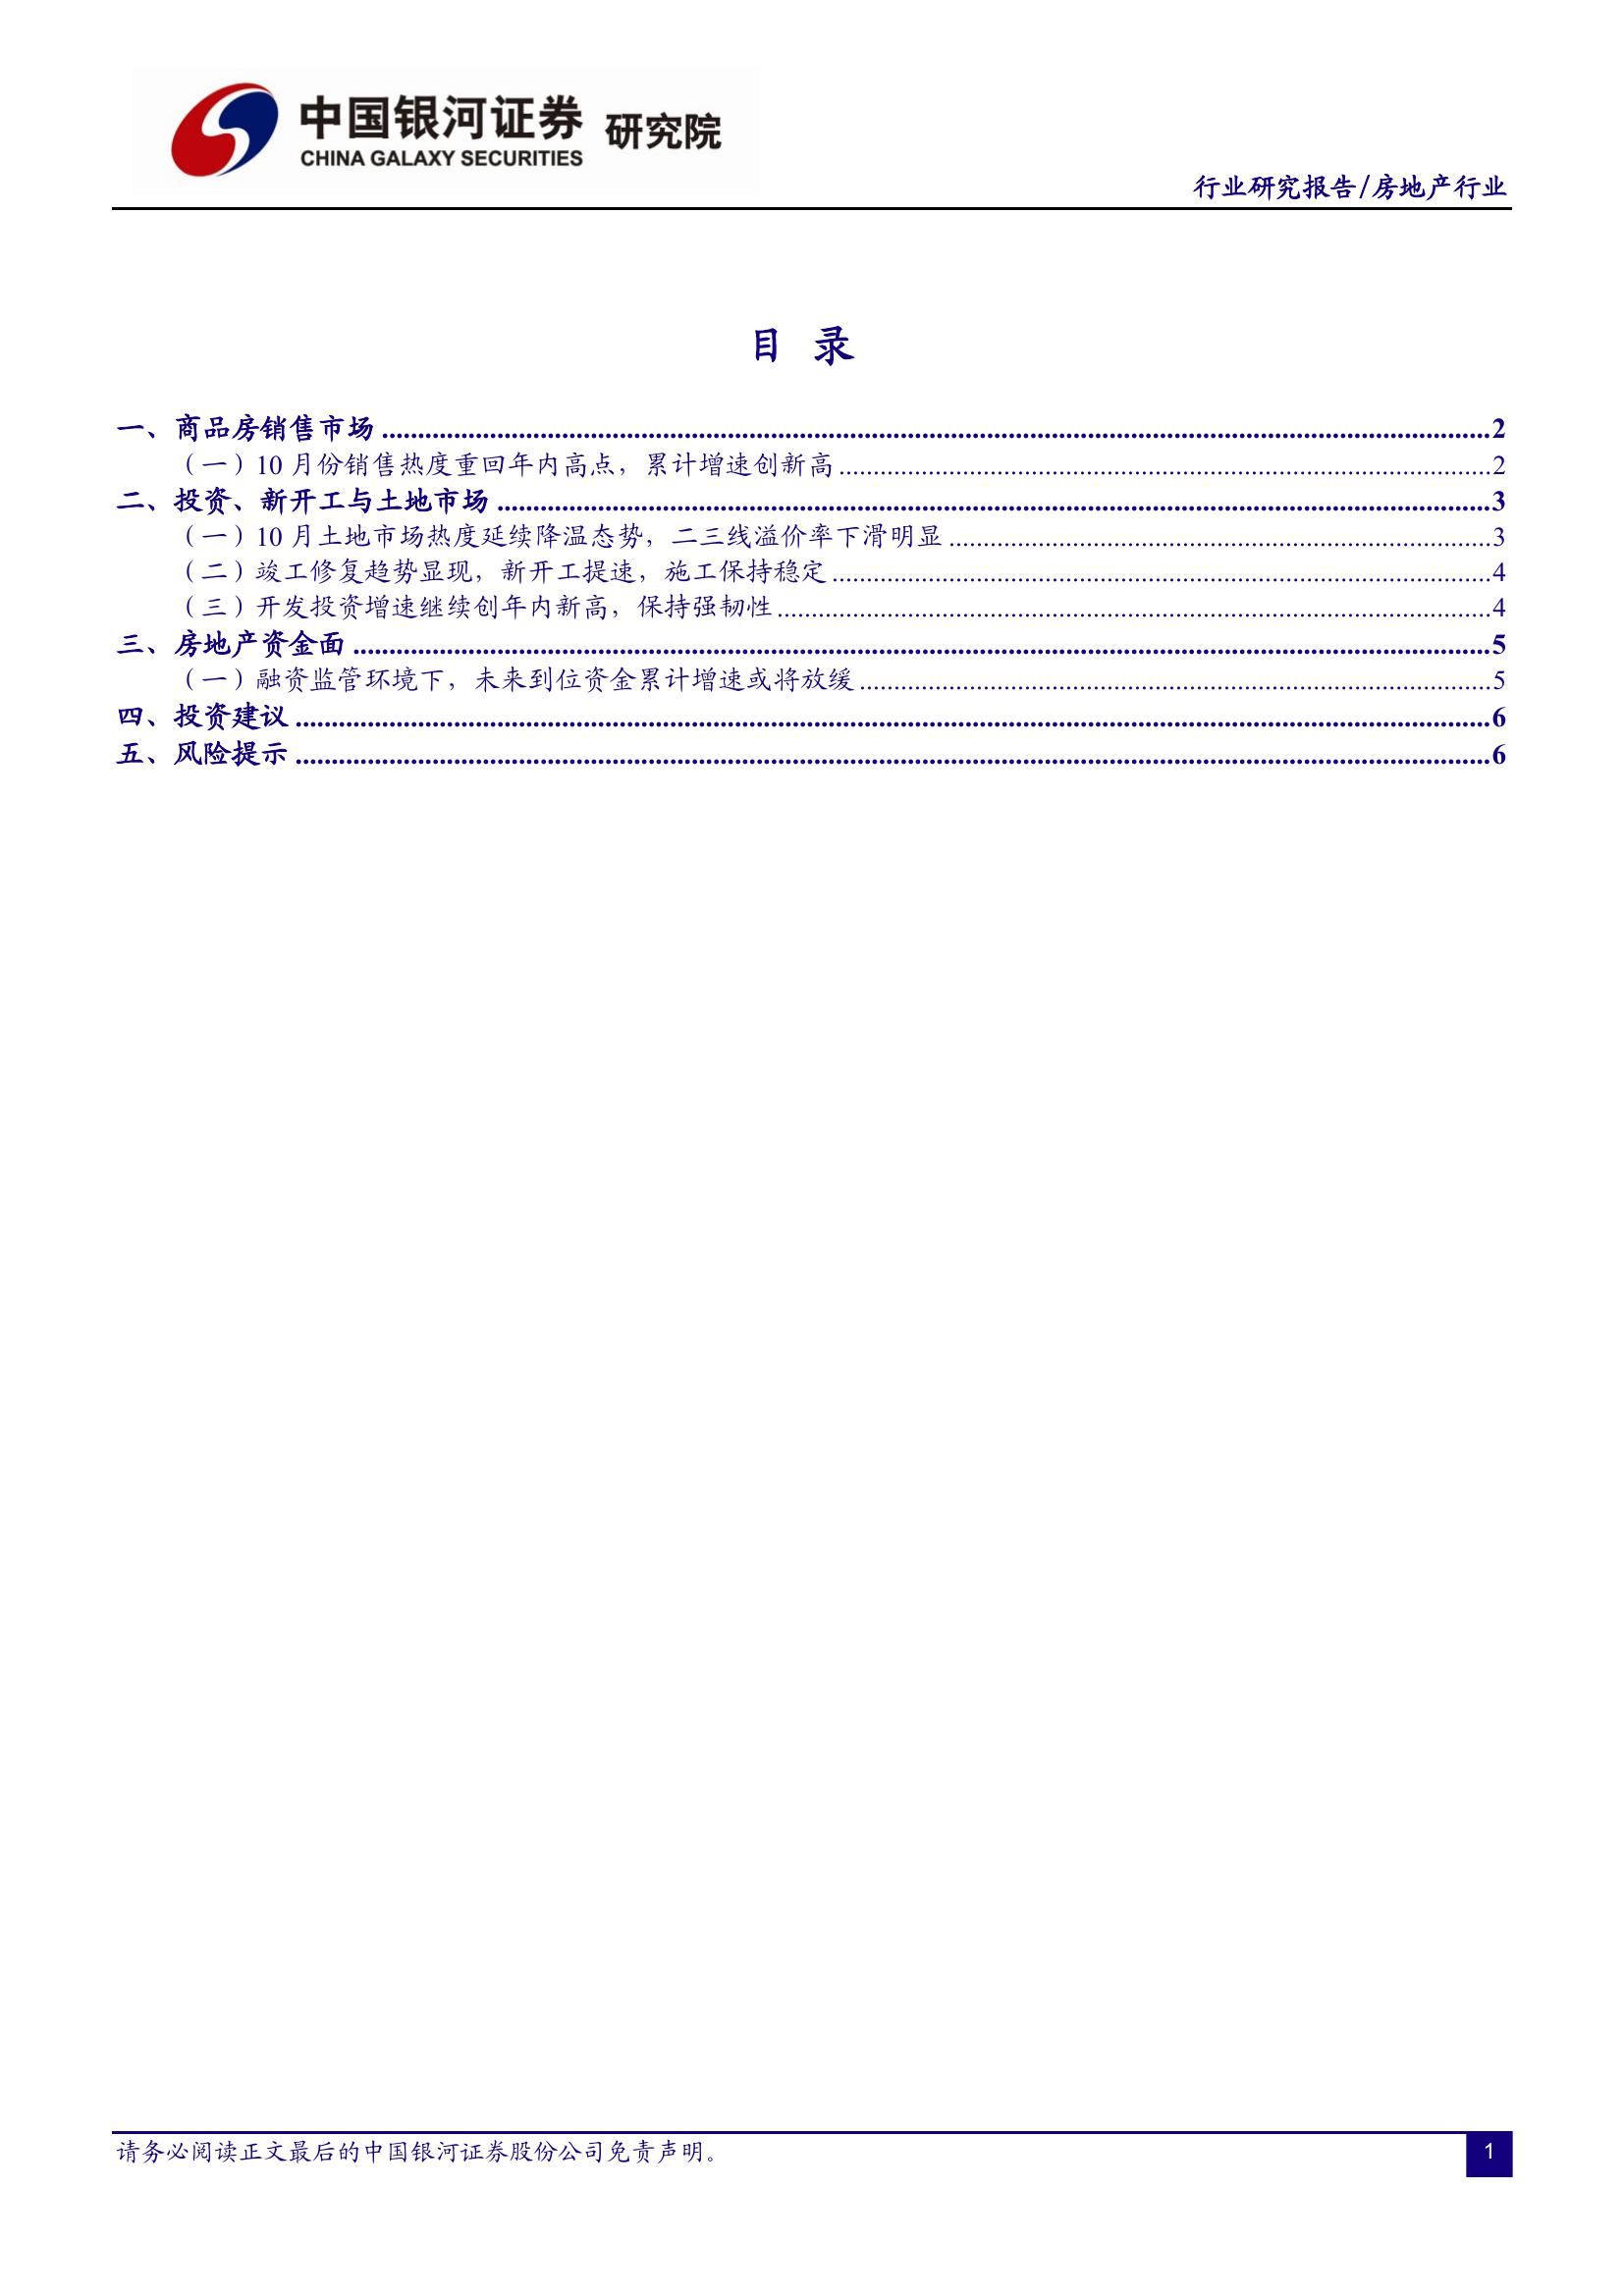 中国银河证券 研究院
CHINA GALAXY SECURITIES
行业研究报告/房地产行业
目 录
一、商品房销售市场 ........ 2
（一）10 月份销售热度重回年内高点，累计增速创新高 ........ 2
二、投资、新开工与土地市场 ........ 3
（一）10 月土地市场热度延续降温态势，二三线溢价率下滑明显 ........ 3
（二）竣工修复趋势显现，新开工提速，施工保持稳定 ........ 4
（三）开发投资增速继续创年内新高，保持强韧性 ........ 4
三、房地产资金面 ........ 5
（一）融资监管环境下，未来到位资金累计增速或将放缓 ........ 5
四、投资建议 ........ 6
五、风险提示 ........ 6
请务必阅读正文最后的中国银河证券股份公司免责声明。
1